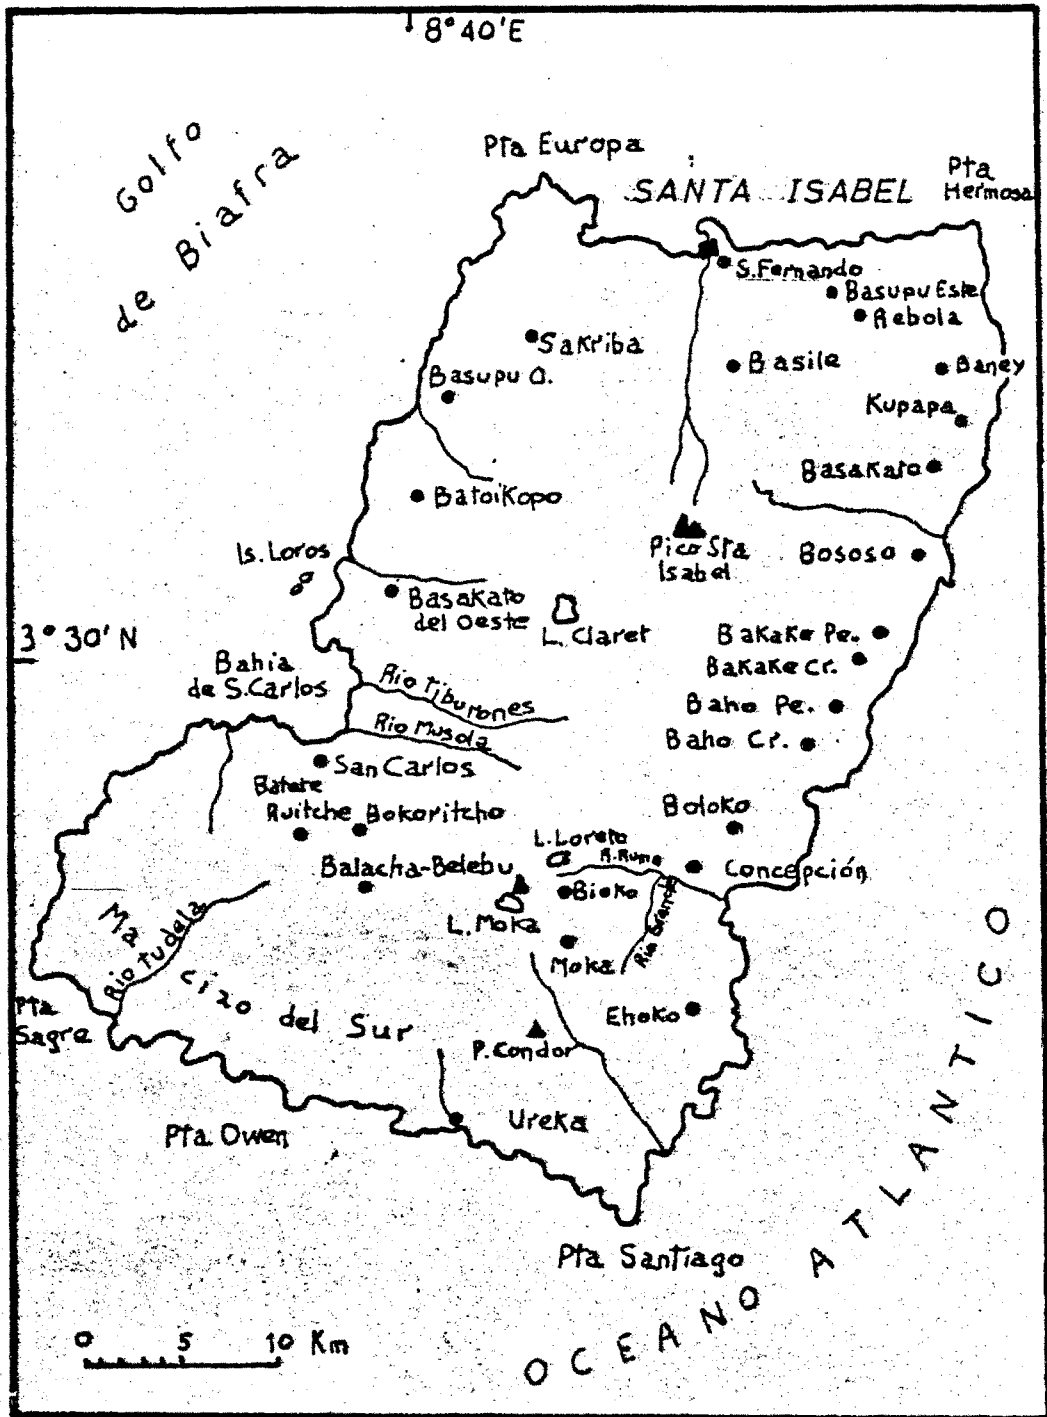 8° 40' E
Golfo
de Biafra
Pta Europa
SANTA ISABEL
Pta
Hermosa
S. Fernando
Basupu Este
Rebola
Sakriba
Basile
Baney
Basupu O.
Kupapa
Basakato
Batoikopo
Pico Sta
Isabel
Bososo
Is. Loros
Basakato
del Oeste
L. Claret
3° 30' N
Bakake Pe.
Bakake Cr.
Bahia
de S. Carlos
Rio Tiburones
Baho Pe.
Rio Musola
Baho Cr.
San Carlos
Batete
Ruitche
Bokoritcho
Boloko
L. Loreto
R. Rume
Concepción
Balacha-Belebu
Bioko
L. Moka
Rio Grande
Moka
Rio Tudela
Macizo del Sur
Pta
Sagre
Ehoko
P. Condor
Ureka
Pta Owen
Pta Santiago
OCEANO ATLANTICO
0 5 10 Km